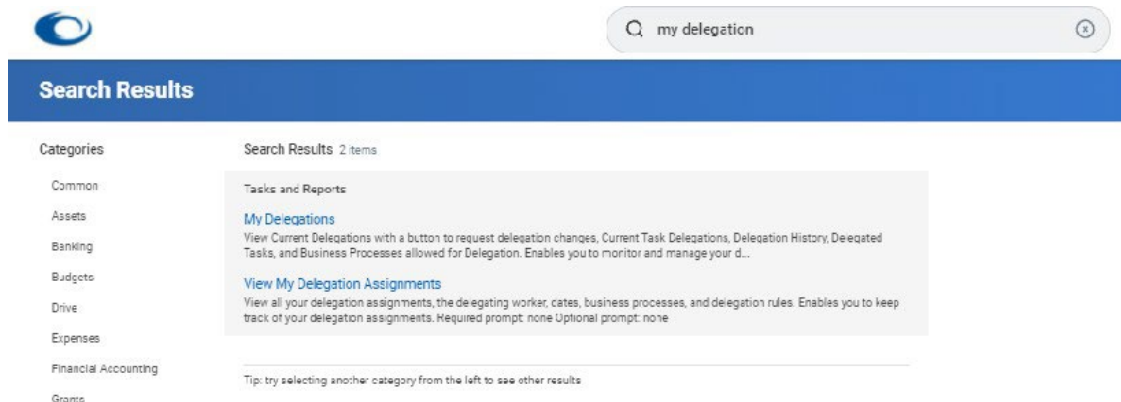 my delegation
Search Results
Categories
Common
Assets
Banking
Budgets
Drive
Expenses
Financial Accounting
Grants
Search Results 2 items
Tasks and Reports
My Delegations
View Current Delegations with a button to request delegation changes, Current Task Delegations, Delegation History, Delegated
Tasks, and Business Processes allowed for Delegation. Enables you to monitor and manage your d...
View My Delegation Assignments
View all your delegation assignments, the delegating worker, dates, business processes, and delegation rules. Enables you to keep
track of your delegation assignments. Required prompt: none Optional prompt: none
Tip: try selecting another category from the left to see other results